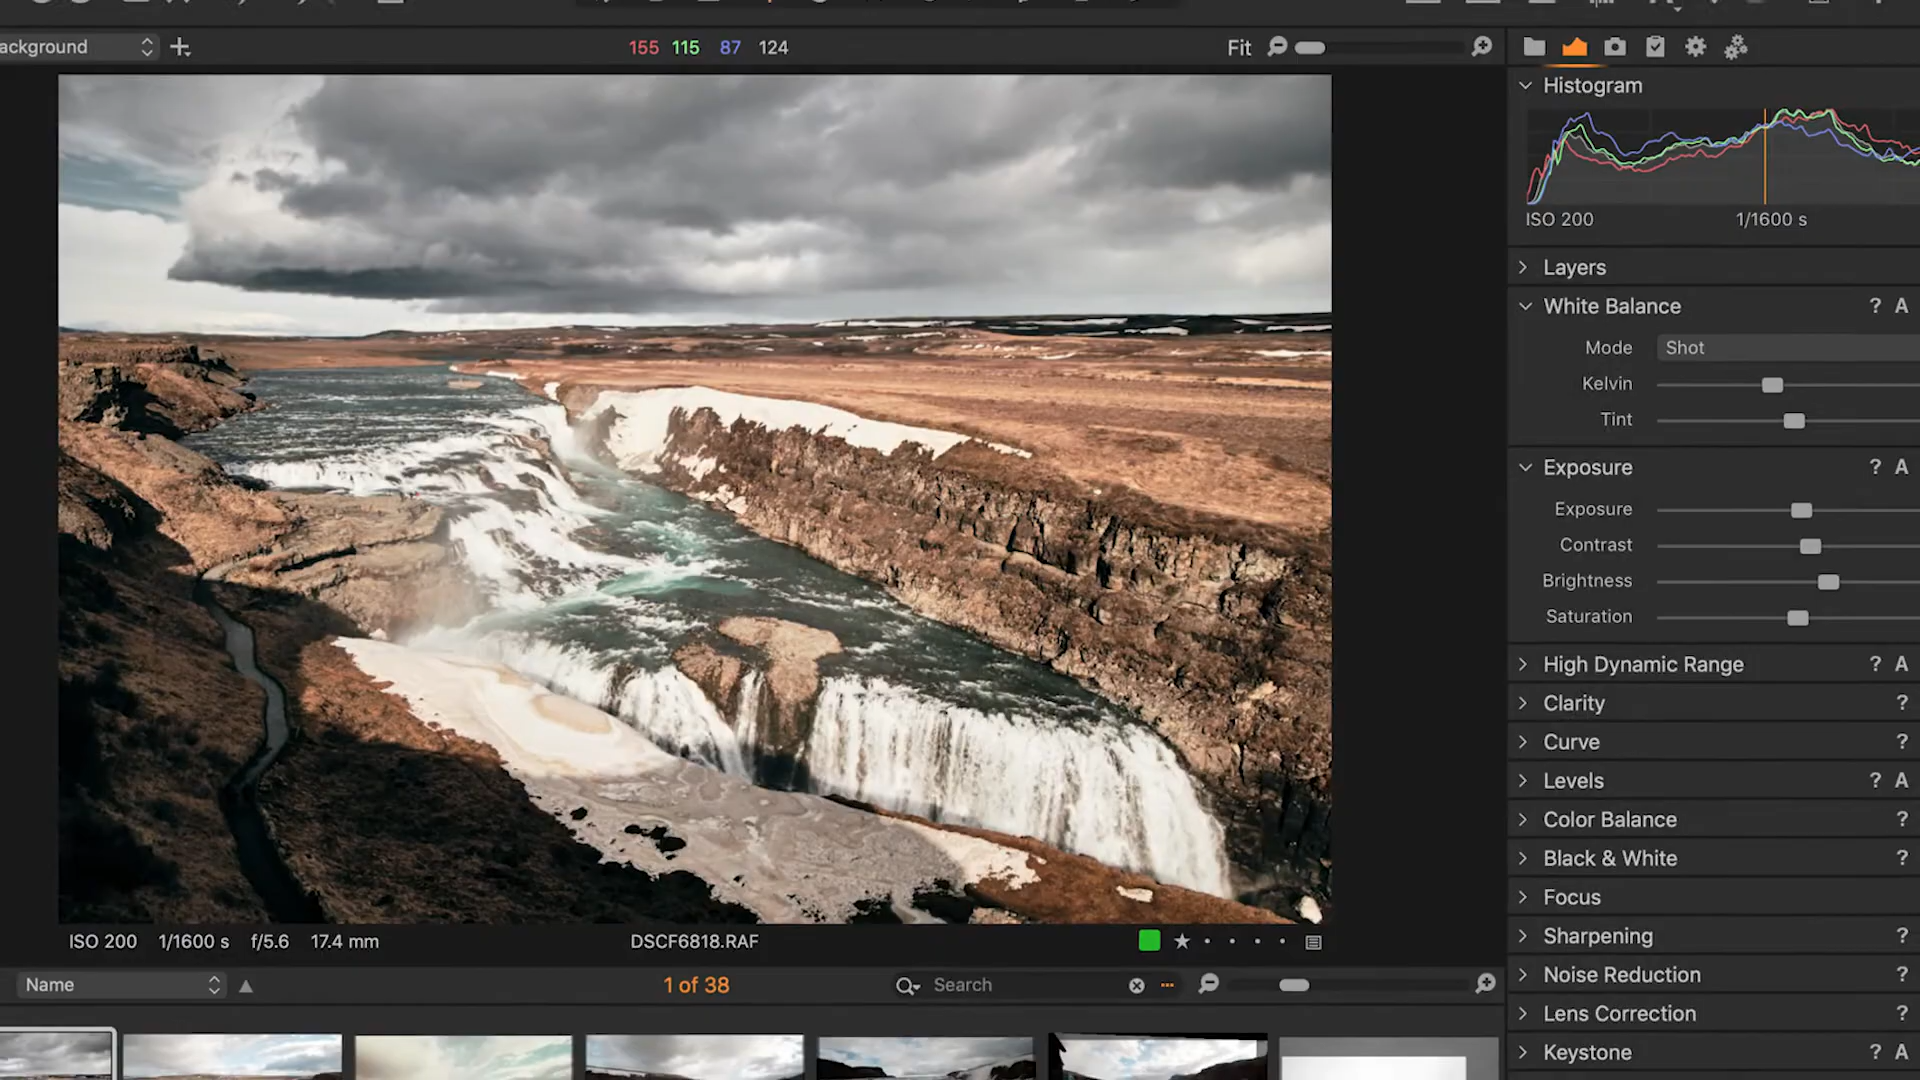 ackground
155 115 87 124
Fit
Histogram
ISO 200 1/1600 s
Layers
White Balance ? A
Mode Shot
Kelvin
Tint
Exposure ? A
Exposure
Contrast
Brightness
Saturation
High Dynamic Range ? A
Clarity ?
Curve ?
Levels ? A
Color Balance ?
Black & White ?
Focus ?
Sharpening ?
Noise Reduction ?
Lens Correction ?
Keystone ? A
ISO 200 1/1600 s f/5.6 17.4 mm DSCF6818.RAF
Name 1 of 38 Search